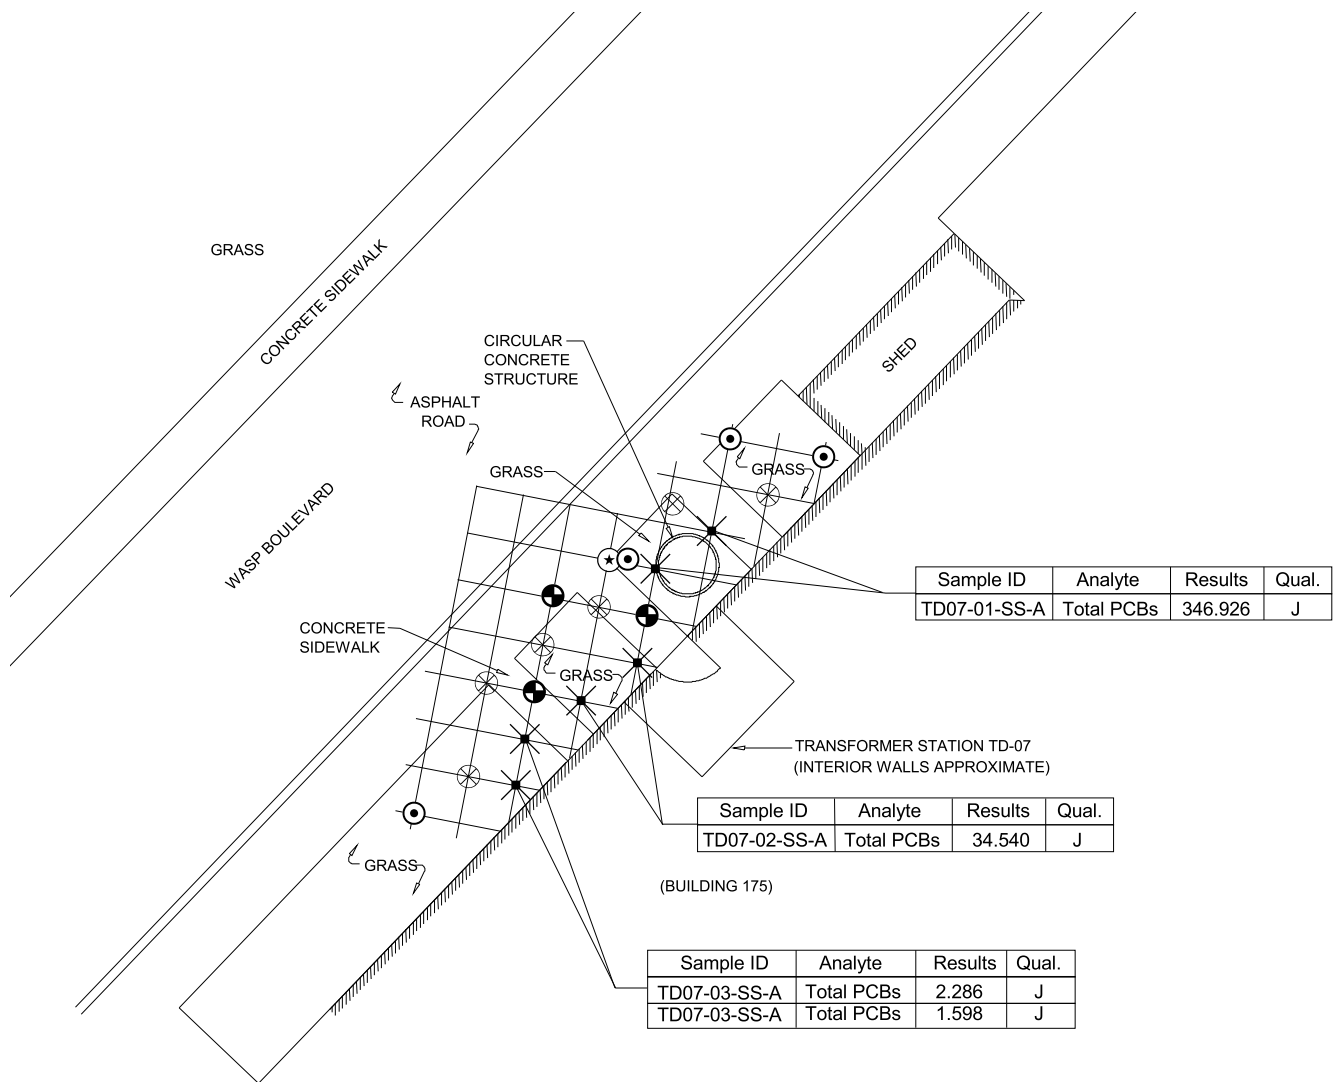 GRASS
CONCRETE SIDEWALK
CIRCULAR
CONCRETE
STRUCTURE
SHED
ASPHALT
ROAD
GRASS
GRASS
WASP BOULEVARD
Sample ID Analyte Results Qual.
TD07-01-SS-A Total PCBs 346.926 J
CONCRETE
SIDEWALK
GRASS
TRANSFORMER STATION TD-07
(INTERIOR WALLS APPROXIMATE)
Sample ID Analyte Results Qual.
TD07-02-SS-A Total PCBs 34.540 J
GRASS
(BUILDING 175)
Sample ID Analyte Results Qual.
TD07-03-SS-A Total PCBs 2.286 J
TD07-03-SS-A Total PCBs 1.598 J